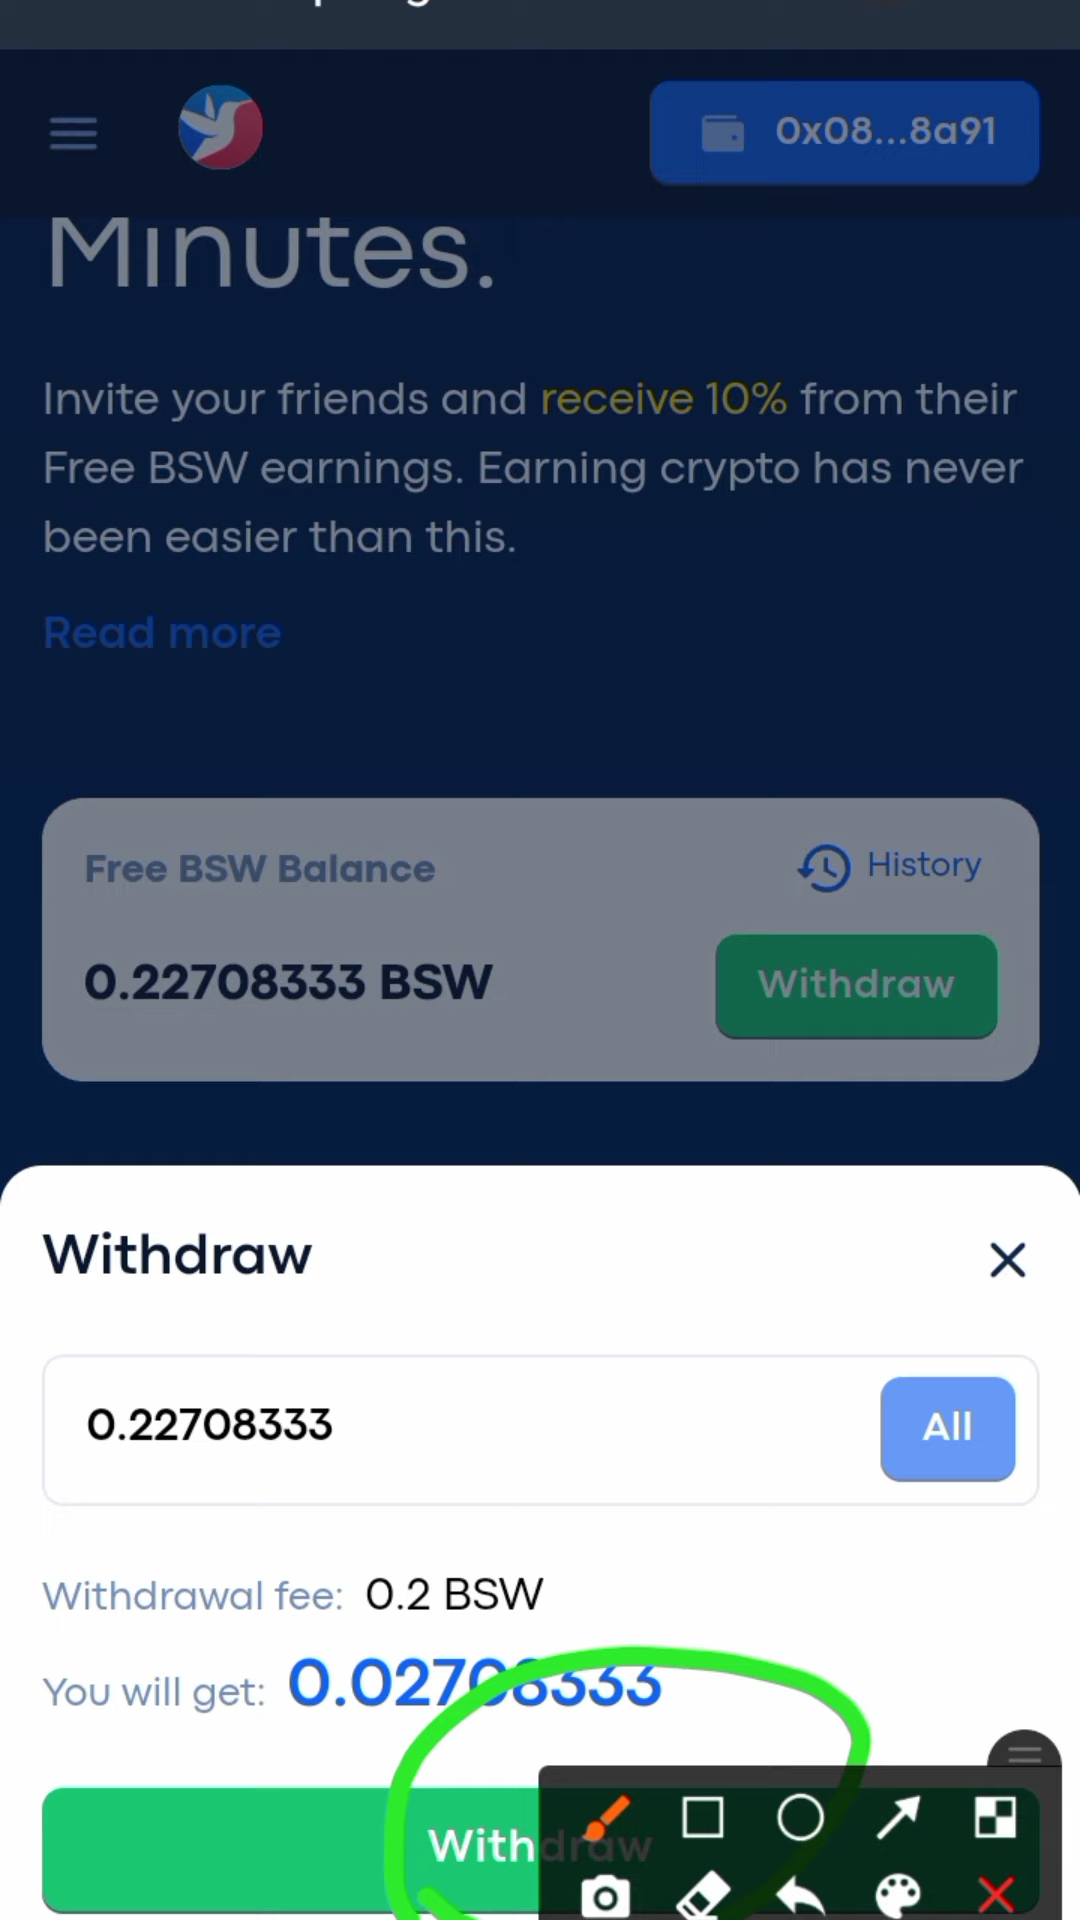 0x08...8a91
Minutes.
Invite your friends and receive 10% from their
Free BSW earnings. Earning crypto has never
been easier than this.
Read more
Free BSW Balance
History
0.22708333 BSW
Withdraw
Withdraw
0.22708333
All
Withdrawal fee: 0.2 BSW
You will get: 0.02708333
Withdraw